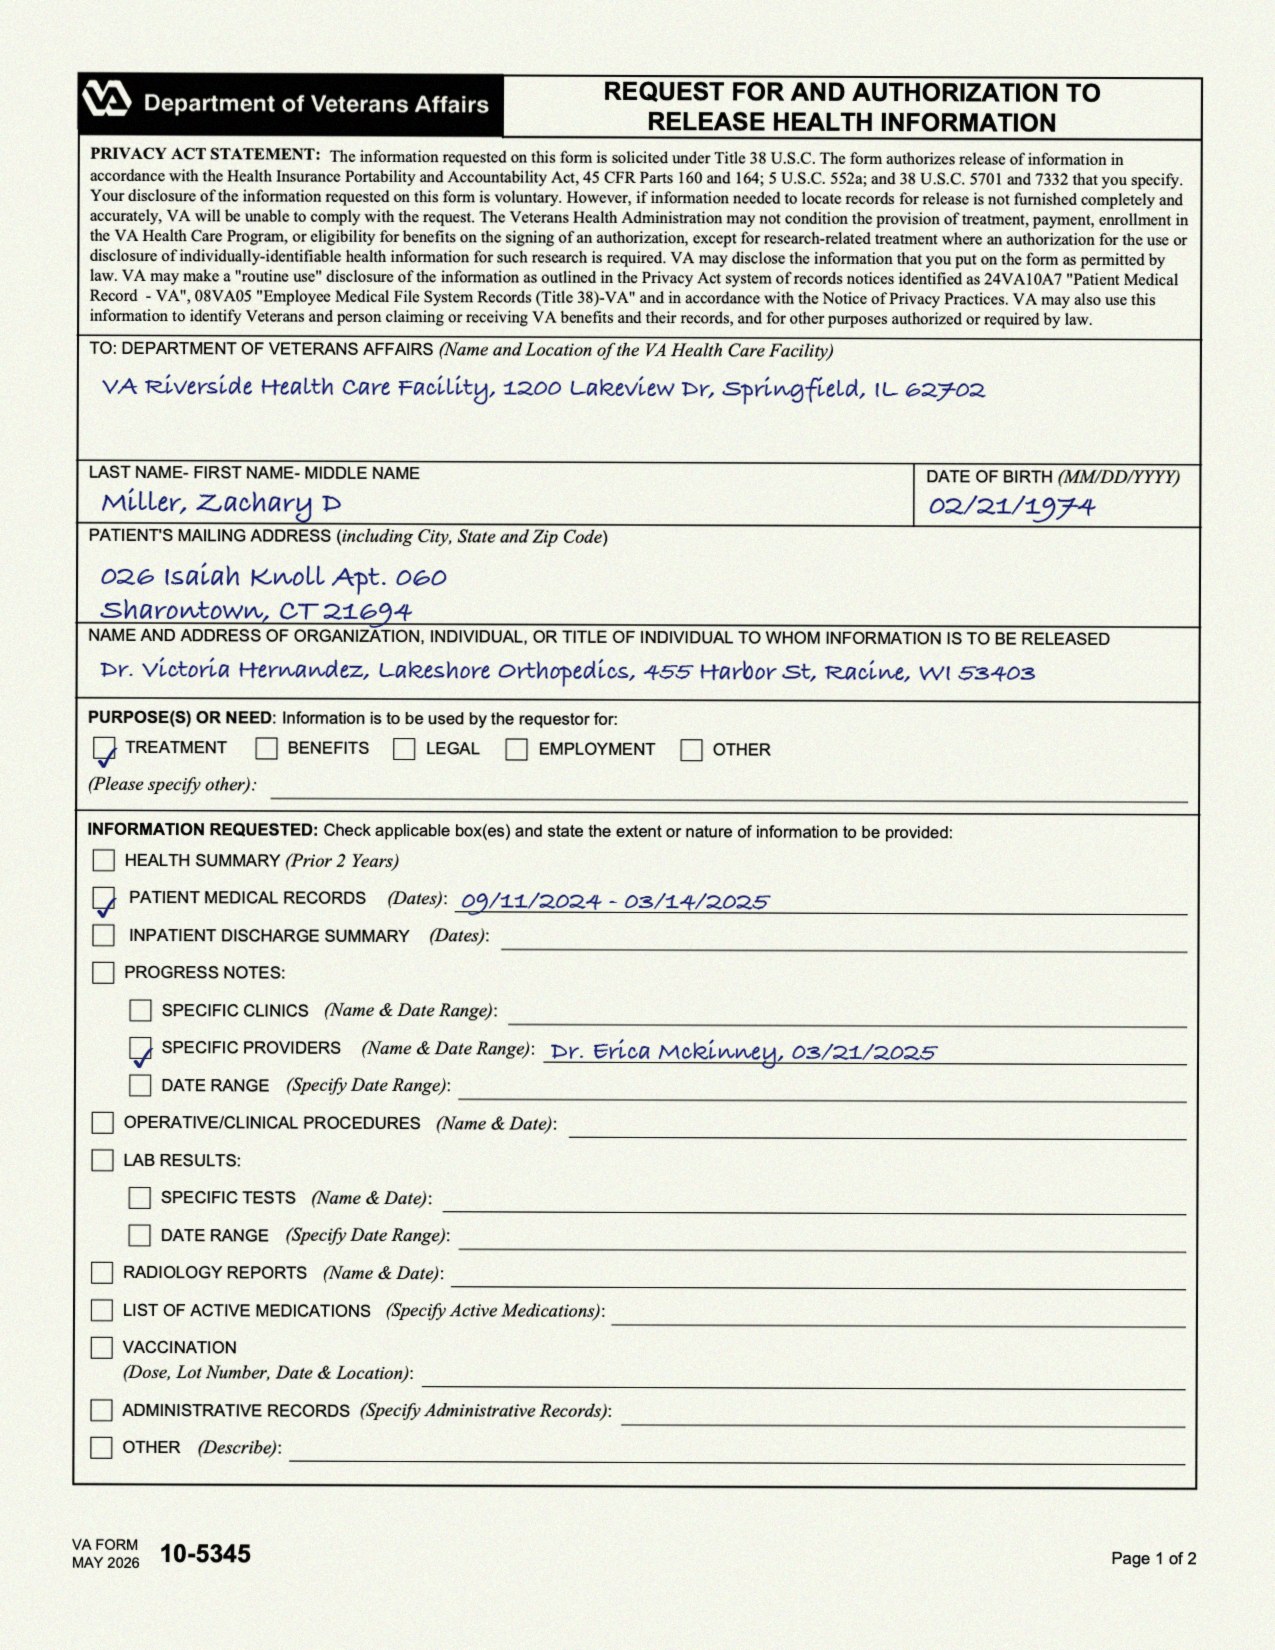 VA Department of Veterans Affairs
REQUEST FOR AND AUTHORIZATION TO
RELEASE HEALTH INFORMATION
PRIVACY ACT STATEMENT: The information requested on this form is solicited under Title 38 U.S.C. The form authorizes release of information in
accordance with the Health Insurance Portability and Accountability Act, 45 CFR Parts 160 and 164; 5 U.S.C. 552a; and 38 U.S.C. 5701 and 7332 that you specify.
Your disclosure of the information requested on this form is voluntary. However, if information needed to locate records for release is not furnished completely and
accurately, VA will be unable to comply with the request. The Veterans Health Administration may not condition the provision of treatment, payment, enrollment in
the VA Health Care Program, or eligibility for benefits on the signing of an authorization, except for research-related treatment where an authorization for the use or
disclosure of individually-identifiable health information for such research is required. VA may disclose the information that you put on the form as permitted by
law. VA may make a "routine use" disclosure of the information as outlined in the Privacy Act system of records notices identified as 24VA10A7 "Patient Medical
Record - VA", 08VA05 "Employee Medical File System Records (Title 38)-VA" and in accordance with the Notice of Privacy Practices. VA may also use this
information to identify Veterans and person claiming or receiving VA benefits and their records, and for other purposes authorized or required by law.
TO: DEPARTMENT OF VETERANS AFFAIRS (Name and Location of the VA Health Care Facility)
VA Riverside Health Care Facility, 1200 Lakeview Dr, Springfield, IL 62702
LAST NAME- FIRST NAME- MIDDLE NAME
Miller, Zachary D
DATE OF BIRTH (MM/DD/YYYY)
02/21/1974
PATIENT'S MAILING ADDRESS (including City, State and Zip Code)
026 Isaiah Knoll Apt. 060
Sharontown, CT 21694
NAME AND ADDRESS OF ORGANIZATION, INDIVIDUAL, OR TITLE OF INDIVIDUAL TO WHOM INFORMATION IS TO BE RELEASED
Dr. Victoria Hernandez, Lakeshore Orthopedics, 455 Harbor St, Racine, WI 53403
PURPOSE(S) OR NEED: Information is to be used by the requestor for:
TREATMENT BENEFITS LEGAL EMPLOYMENT OTHER
(Please specify other):
INFORMATION REQUESTED: Check applicable box(es) and state the extent or nature of information to be provided:
HEALTH SUMMARY (Prior 2 Years)
PATIENT MEDICAL RECORDS (Dates): 09/11/2024 - 03/14/2025
INPATIENT DISCHARGE SUMMARY (Dates):
PROGRESS NOTES:
SPECIFIC CLINICS (Name & Date Range):
SPECIFIC PROVIDERS (Name & Date Range): Dr. Erica Mckinney, 03/21/2025
DATE RANGE (Specify Date Range):
OPERATIVE/CLINICAL PROCEDURES (Name & Date):
LAB RESULTS:
SPECIFIC TESTS (Name & Date):
DATE RANGE (Specify Date Range):
RADIOLOGY REPORTS (Name & Date):
LIST OF ACTIVE MEDICATIONS (Specify Active Medications):
VACCINATION
(Dose, Lot Number, Date & Location):
ADMINISTRATIVE RECORDS (Specify Administrative Records):
OTHER (Describe):
VA FORM
MAY 2026 10-5345
Page 1 of 2